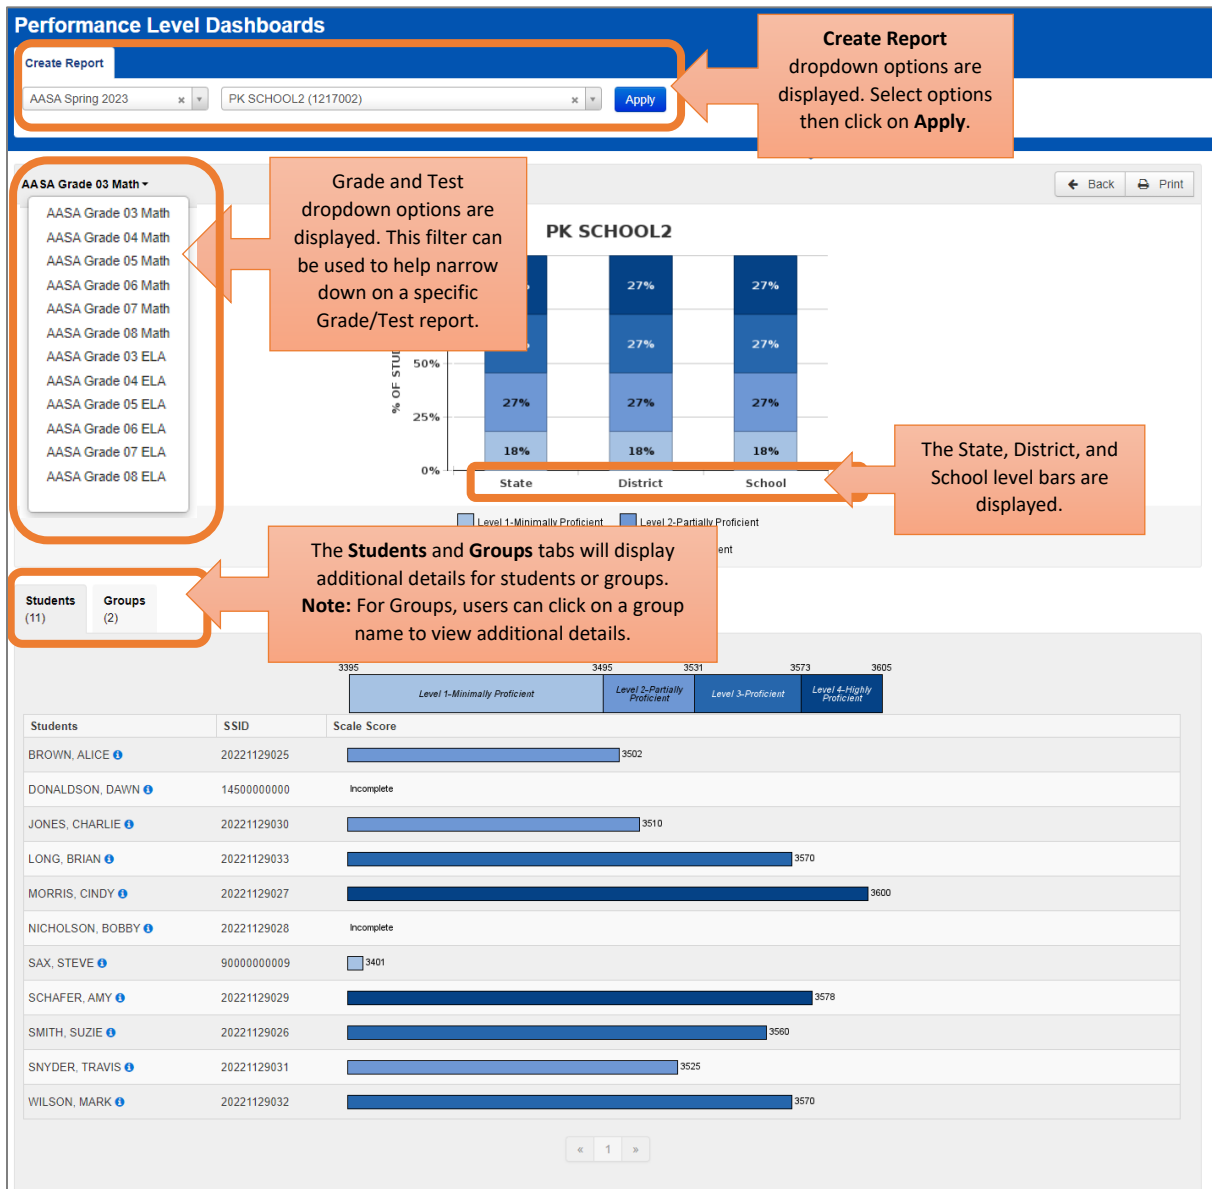 Performance Level Dashboards
Create Report
AASA Spring 2023 × PK SCHOOL2 (1217002) × Apply
Create Report
dropdown options are
displayed. Select options
then click on Apply.
AASA Grade 03 Math
Back Print
AASA Grade 03 Math
AASA Grade 04 Math
AASA Grade 05 Math
AASA Grade 06 Math
AASA Grade 07 Math
AASA Grade 08 Math
AASA Grade 03 ELA
AASA Grade 04 ELA
AASA Grade 05 ELA
AASA Grade 06 ELA
AASA Grade 07 ELA
AASA Grade 08 ELA
Grade and Test
dropdown options are
displayed. This filter can
be used to help narrow
down on a specific
Grade/Test report.
PK SCHOOL2
27% 27%
27% 27%
50%
27% 27% 27%
25%
18% 18% 18%
0%
% OF
State District School
The State, District, and
School level bars are
displayed.
Level 1-Minimally Proficient Level 2-Partially Proficient
The Students and Groups tabs will display
additional details for students or groups.
Note: For Groups, users can click on a group
name to view additional details.
Students Groups
(11) (2)
3395 3495 3531 3573 3605
Level 1-Minimally Proficient Level 2-Partially Proficient Level 3-Proficient Level 4-Highly Proficient
Students SSID Scale Score
BROWN, ALICE 20221129025 3502
DONALDSON, DAWN 14500000000 Incomplete
JONES, CHARLIE 20221129030 3510
LONG, BRIAN 20221129033 3570
MORRIS, CINDY 20221129027 3600
NICHOLSON, BOBBY 20221129028 Incomplete
SAX, STEVE 90000000009 3401
SCHAFER, AMY 20221129029 3578
SMITH, SUZIE 20221129026 3560
SNYDER, TRAVIS 20221129031 3525
WILSON, MARK 20221129032 3570
« 1 »